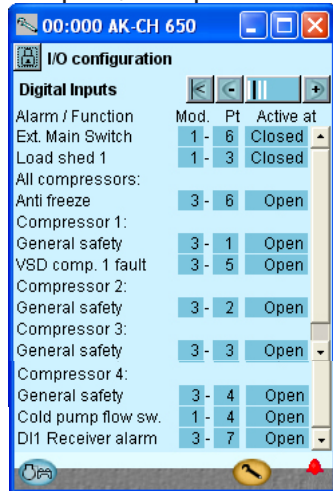 00:000 AK-CH 650
I/O configuration
Digital Inputs
Alarm / Function Mod. Pt Active at
Ext. Main Switch 1 - 6 Closed
Load shed 1 1 - 3 Closed
All compressors:
Anti freeze 3 - 6 Open
Compressor 1:
General safety 3 - 1 Open
VSD comp. 1 fault 3 - 5 Open
Compressor 2:
General safety 3 - 2 Open
Compressor 3:
General safety 3 - 3 Open
Compressor 4:
General safety 3 - 4 Open
Cold pump flow sw. 1 - 4 Open
DI1 Receiver alarm 3 - 7 Open